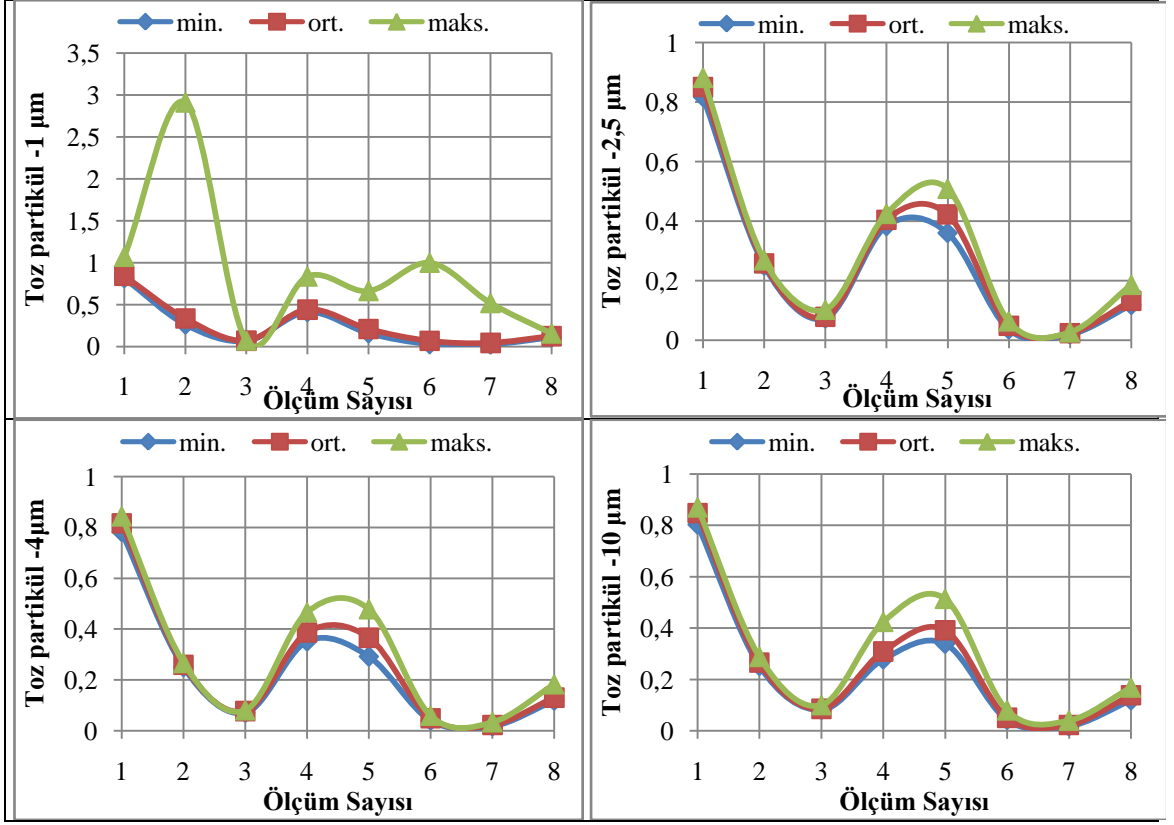 min. ort. maks.
3,5
3
2,5
2
1,5
1
0,5
0
1 2 3 4 5 6 7 8
Toz partikül -1 µm
Ölçüm Sayısı
min. ort. maks.
1
0,8
0,6
0,4
0,2
0
1 2 3 4 5 6 7 8
Toz partikül -2,5 µm
Ölçüm Sayısı
min. ort. maks.
1
0,8
0,6
0,4
0,2
0
1 2 3 4 5 6 7 8
Toz partikül -4µm
Ölçüm Sayısı
min. ort. maks.
1
0,8
0,6
0,4
0,2
0
1 2 3 4 5 6 7 8
Toz partikül -10 µm
Ölçüm Sayısı